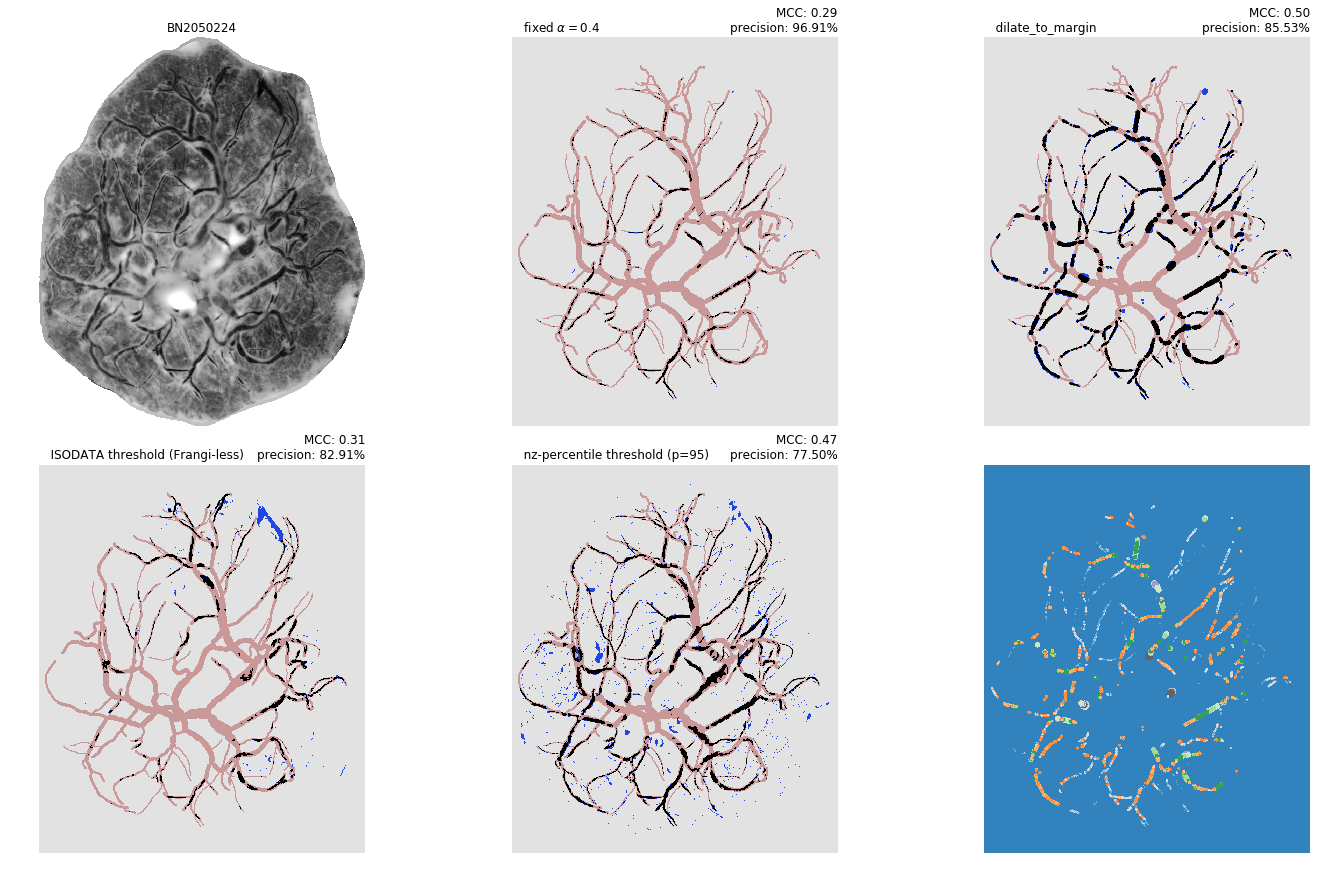 BN2050224
MCC: 0.29
fixed α = 0.4 precision: 96.91%
MCC: 0.50
dilate_to_margin precision: 85.53%
MCC: 0.31
ISODATA threshold (Frangi-less) precision: 82.91%
MCC: 0.47
nz-percentile threshold (p=95) precision: 77.50%